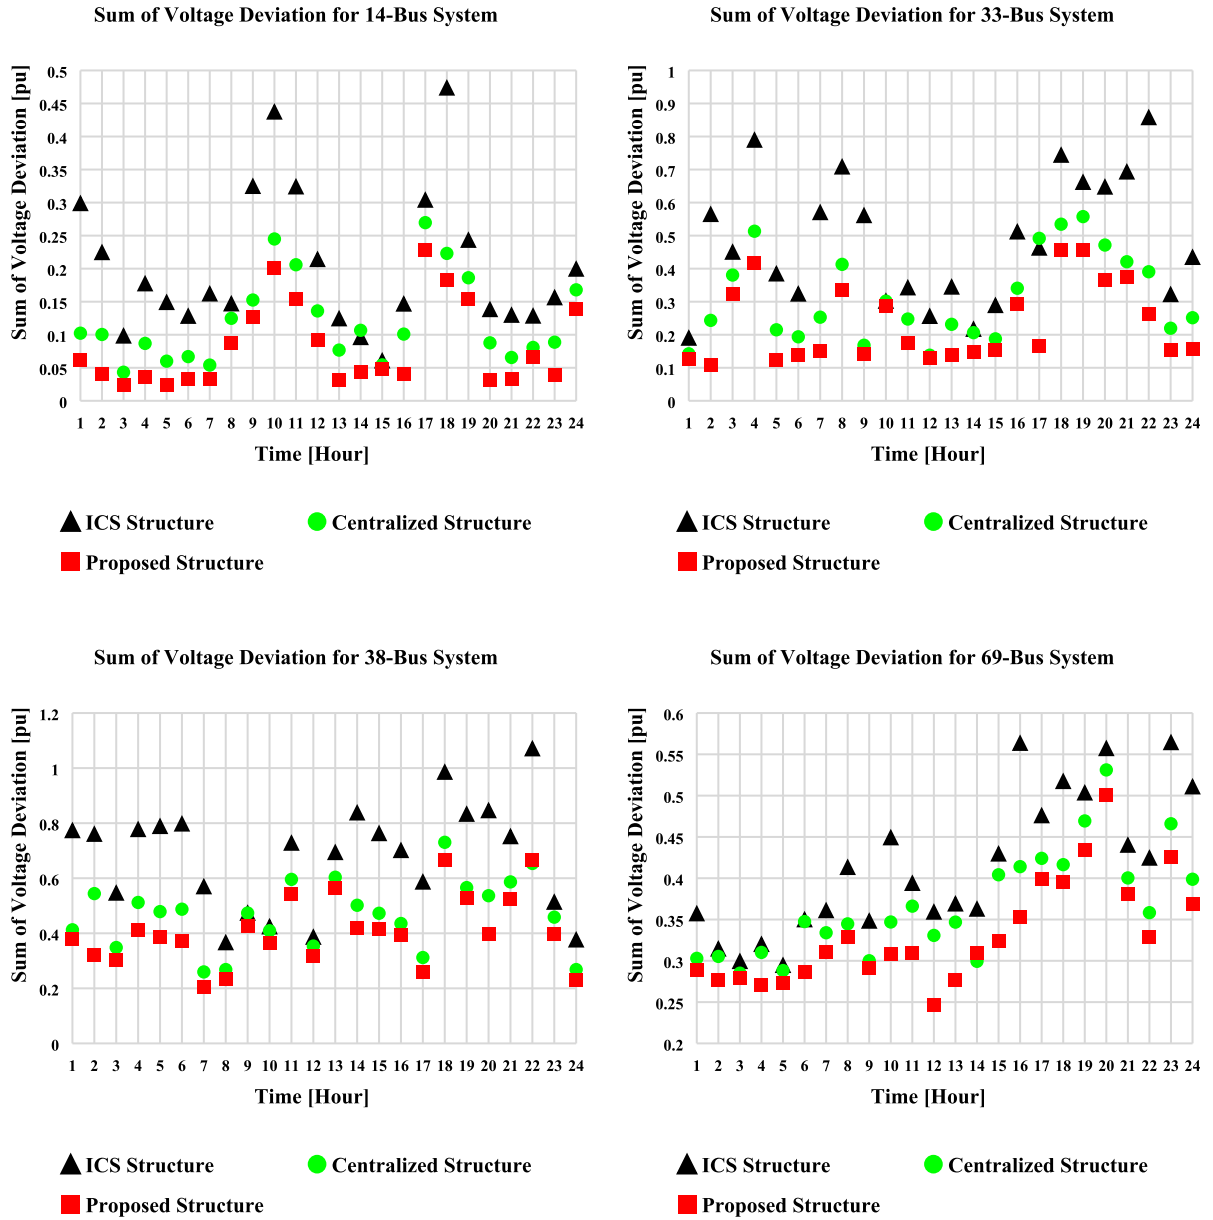 Sum of Voltage Deviation for 14-Bus System
Sum of Voltage Deviation [pu]
0.5
0.45
0.4
0.35
0.3
0.25
0.2
0.15
0.1
0.05
0
1 2 3 4 5 6 7 8 9 10 11 12 13 14 15 16 17 18 19 20 21 22 23 24
Time [Hour]
ICS Structure
Centralized Structure
Proposed Structure
Sum of Voltage Deviation for 33-Bus System
Sum of Voltage Deviation [pu]
1
0.9
0.8
0.7
0.6
0.5
0.4
0.3
0.2
0.1
0
1 2 3 4 5 6 7 8 9 10 11 12 13 14 15 16 17 18 19 20 21 22 23 24
Time [Hour]
ICS Structure
Centralized Structure
Proposed Structure
Sum of Voltage Deviation for 38-Bus System
Sum of Voltage Deviation [pu]
1.2
1
0.8
0.6
0.4
0.2
0
1 2 3 4 5 6 7 8 9 10 11 12 13 14 15 16 17 18 19 20 21 22 23 24
Time [Hour]
ICS Structure
Centralized Structure
Proposed Structure
Sum of Voltage Deviation for 69-Bus System
Sum of Voltage Deviation [pu]
0.6
0.55
0.5
0.45
0.4
0.35
0.3
0.25
0.2
1 2 3 4 5 6 7 8 9 10 11 12 13 14 15 16 17 18 19 20 21 22 23 24
Time [Hour]
ICS Structure
Centralized Structure
Proposed Structure